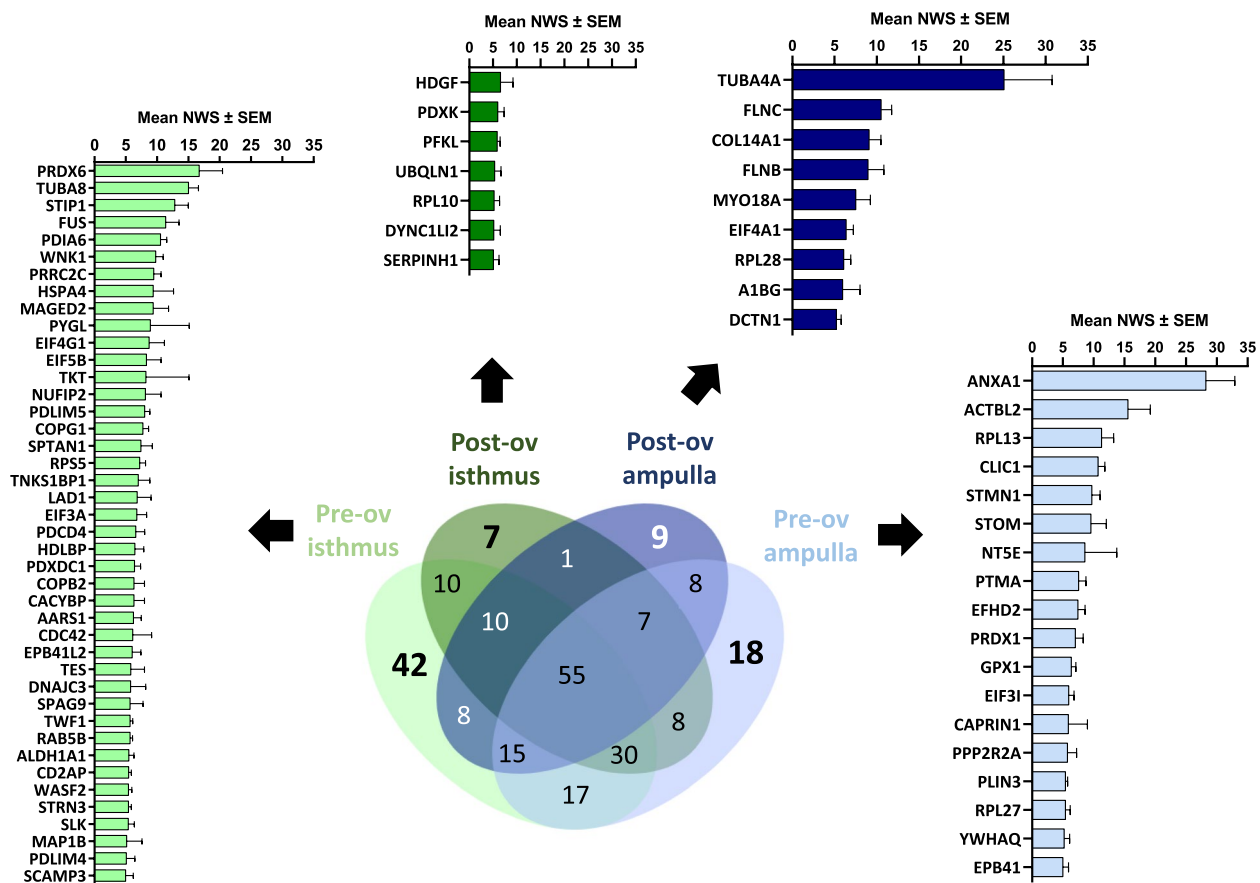 Mean NWS ± SEM
0 5 10 15 20 25 30 35
HDGF
PDXK
PFKL
UBQLN1
RPL10
DYNC1LI2
SERPINH1
Mean NWS ± SEM
0 5 10 15 20 25 30 35
TUBA4A
FLNC
COL14A1
FLNB
MYO18A
EIF4A1
RPL28
A1BG
DCTN1
Mean NWS ± SEM
0 5 10 15 20 25 30 35
PRDX6
TUBA8
STIP1
FUS
PDIA6
WNK1
PRRC2C
HSPA4
MAGED2
PYGL
EIF4G1
EIF5B
TKT
NUFIP2
PDLIM5
COPG1
SPTAN1
RPS5
TNKS1BP1
LAD1
EIF3A
PDCD4
HDLBP
PDXDC1
COPB2
CACYBP
AARS1
CDC42
EPB41L2
TES
DNAJC3
SPAG9
TWF1
RAB5B
ALDH1A1
CD2AP
WASF2
STRN3
SLK
MAP1B
PDLIM4
SCAMP3
Mean NWS ± SEM
0 5 10 15 20 25 30 35
ANXA1
ACTBL2
RPL13
CLIC1
STMN1
STOM
NT5E
PTMA
EFHD2
PRDX1
GPX1
EIF3I
CAPRIN1
PPP2R2A
PLIN3
RPL27
YWHAQ
EPB41
Post-ov
isthmus
Post-ov
ampulla
Pre-ov
isthmus
Pre-ov
ampulla
7
9
1
10
8
10
7
42
18
55
8
8
15
30
17